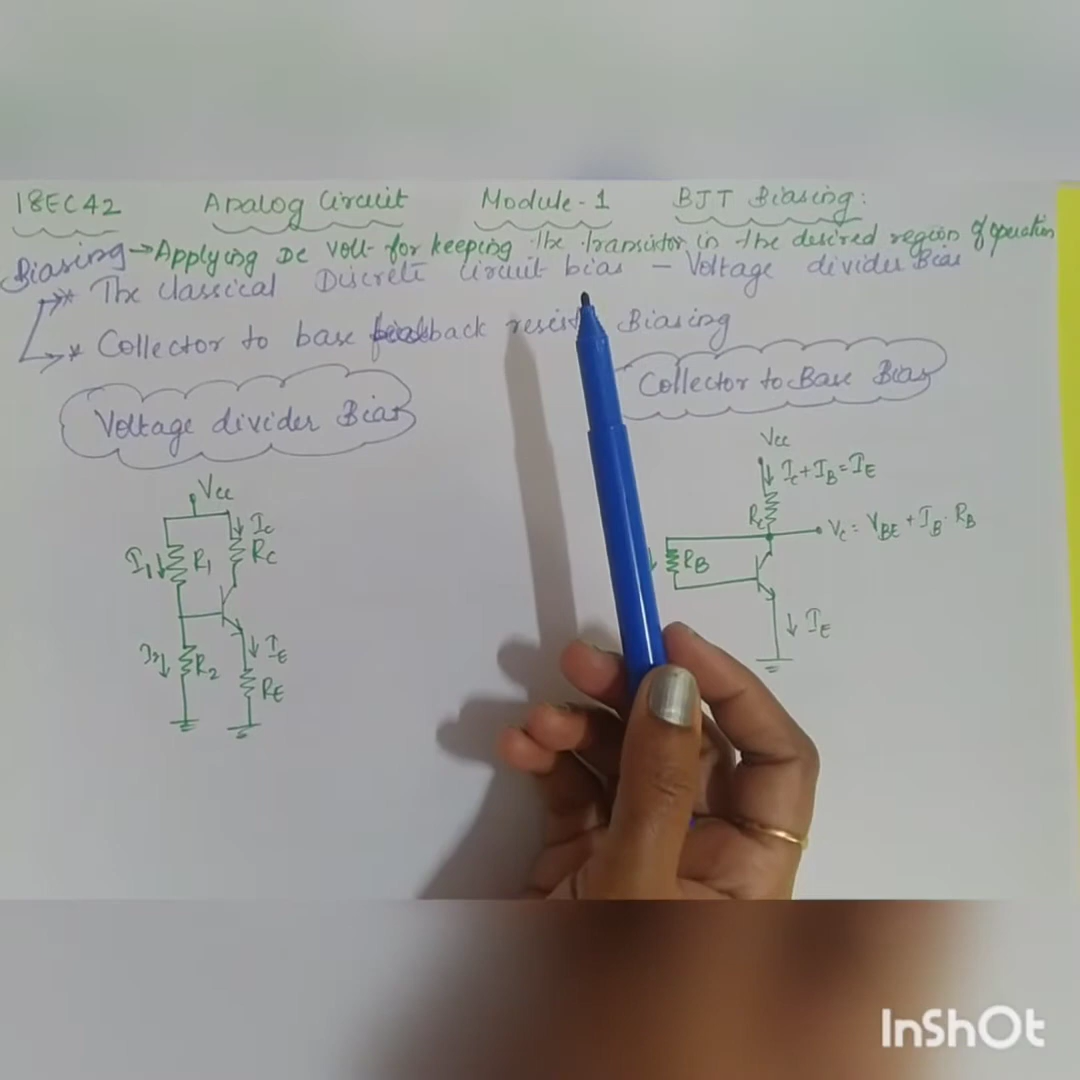 18EC42 Analog Circuit Module-1 BJT Biasing:
Biasing → Applying DC volt for keeping the transistor in the desired region of operation
* The Classical Discrete Circuit bias - Voltage divider Bias
* Collector to base back Biasing
Voltage divider Bias
Collector to Base Bias
Vcc
I1 R1
Ic
Rc
I2 R2
IE
RE
Vcc
Ic+IB=IE
Rc
Vc = VBE + IB · RB
RB
IE
InShOt